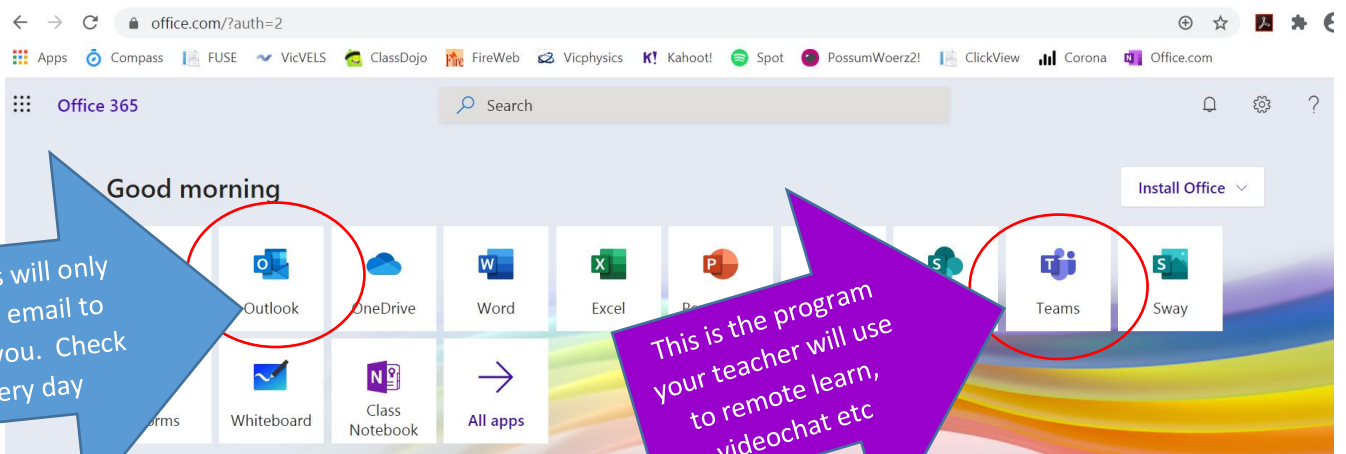 office.com/?auth=2
Apps Compass FUSE VicVELS ClassDojo FireWeb Vicphysics K! Kahoot! Spot PossumWoerz2! ClickView Corona Office.com
Office 365 Search ?
Good morning Install Office
will only
email to
you. Check
day
Outlook OneDrive Word Excel Teams Sway
This is the program
your teacher will use
to remote learn,
videochat etc
Whiteboard Class Notebook All apps